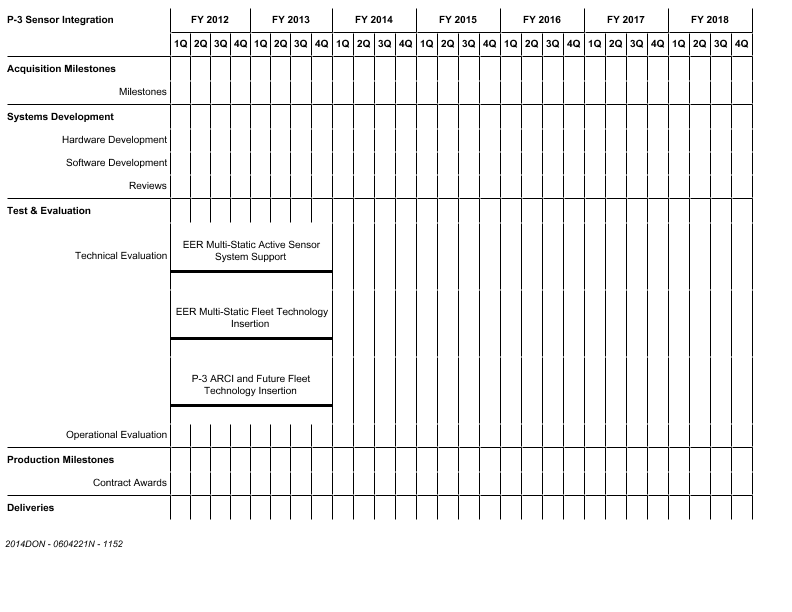 P-3 Sensor Integration FY 2012 FY 2013 FY 2014 FY 2015 FY 2016 FY 2017 FY 2018
1Q 2Q 3Q 4Q 1Q 2Q 3Q 4Q 1Q 2Q 3Q 4Q 1Q 2Q 3Q 4Q 1Q 2Q 3Q 4Q 1Q 2Q 3Q 4Q 1Q 2Q 3Q 4Q
Acquisition Milestones
Milestones
Systems Development
Hardware Development
Software Development
Reviews
Test & Evaluation
Technical Evaluation
EER Multi-Static Active Sensor
System Support
EER Multi-Static Fleet Technology
Insertion
P-3 ARCI and Future Fleet
Technology Insertion
Operational Evaluation
Production Milestones
Contract Awards
Deliveries
2014DON - 0604221N - 1152